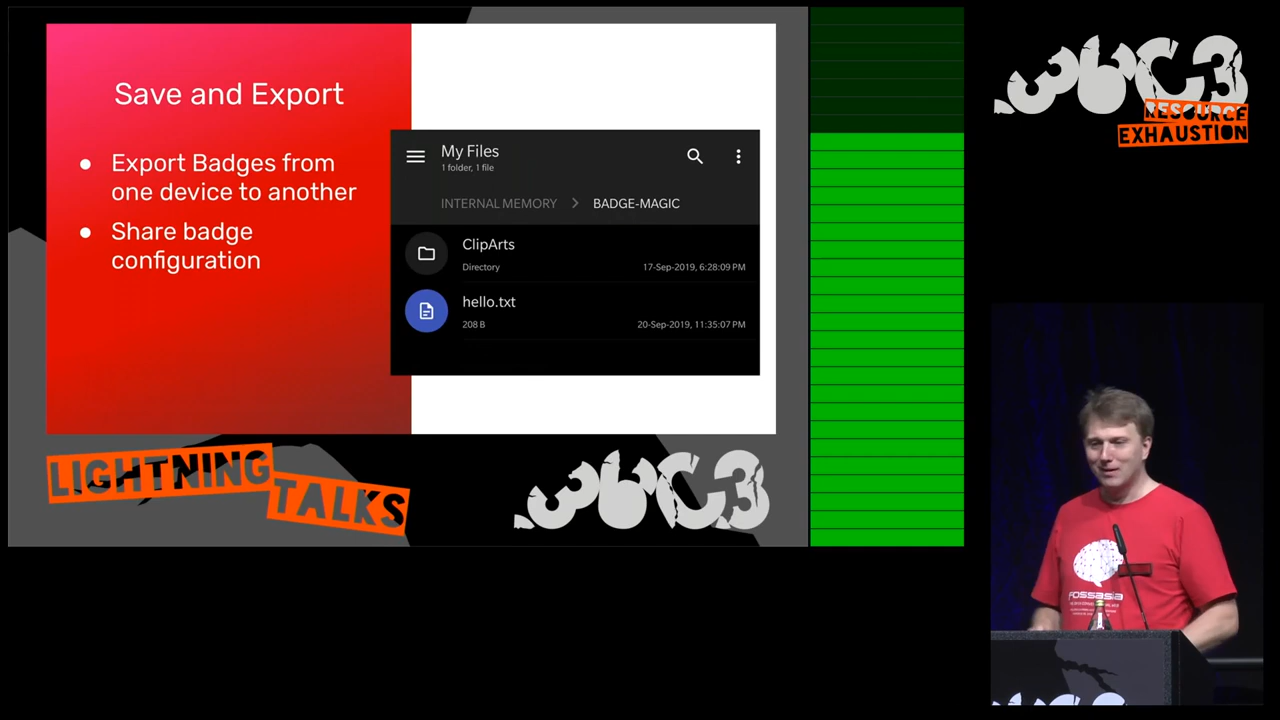 Save and Export
● Export Badges from
one device to another
● Share badge
configuration
My Files
1 folder, 1 file
INTERNAL MEMORY > BADGE-MAGIC
ClipArts
Directory 17-Sep-2019, 6:28:09 PM
hello.txt
208 B 20-Sep-2019, 11:35:07 PM
LIGHTNING
TALKS
36C3
36C3
RESOURCE
EXHAUSTION
FOSSASIA